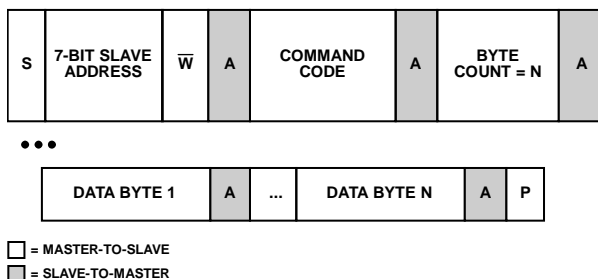 S 7-BIT SLAVE ADDRESS W̅ A COMMAND CODE A BYTE COUNT = N A
•••
DATA BYTE 1 A ... DATA BYTE N A P
= MASTER-TO-SLAVE
= SLAVE-TO-MASTER